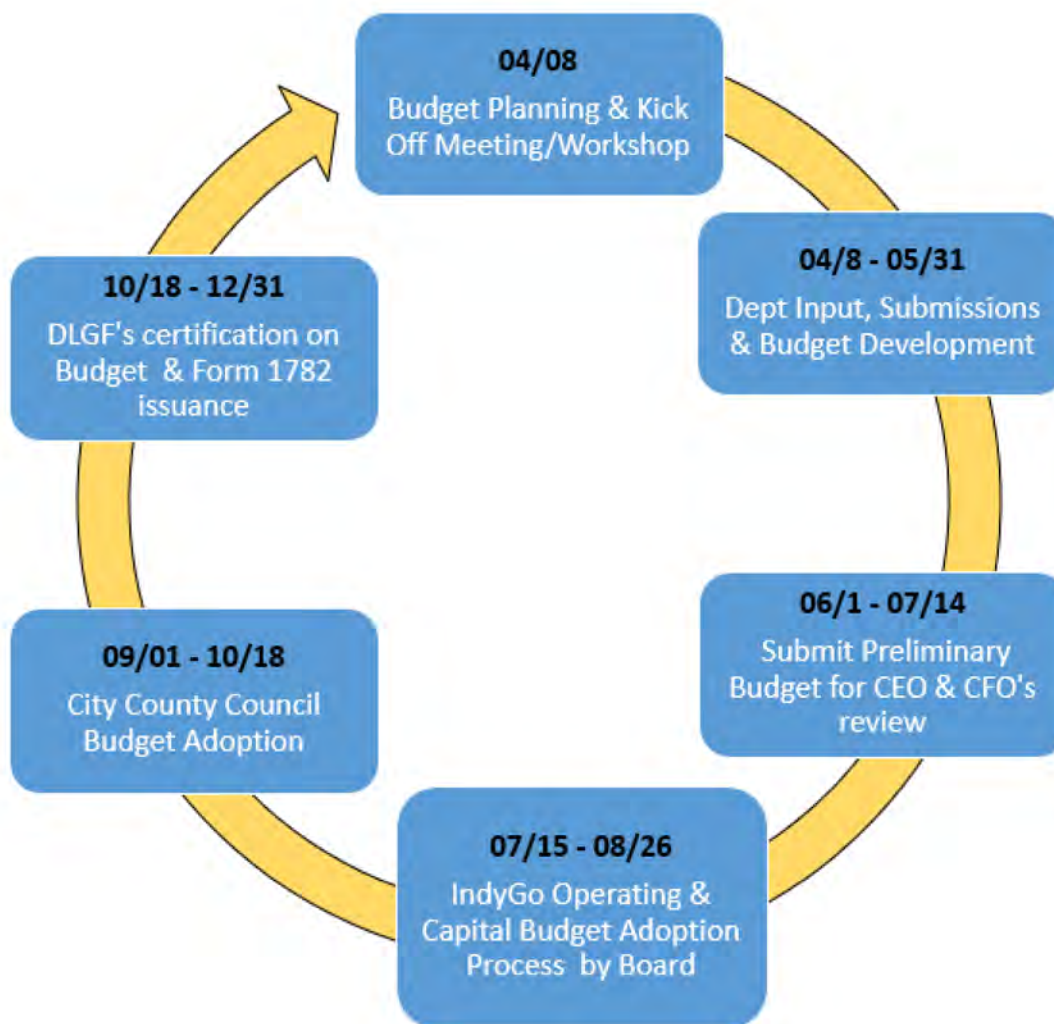 04/08
Budget Planning & Kick
Off Meeting/Workshop
04/8 - 05/31
Dept Input, Submissions
& Budget Development
06/1 - 07/14
Submit Preliminary
Budget for CEO & CFO's
review
07/15 - 08/26
IndyGo Operating &
Capital Budget Adoption
Process by Board
09/01 - 10/18
City County Council
Budget Adoption
10/18 - 12/31
DLGF's certification on
Budget & Form 1782
issuance